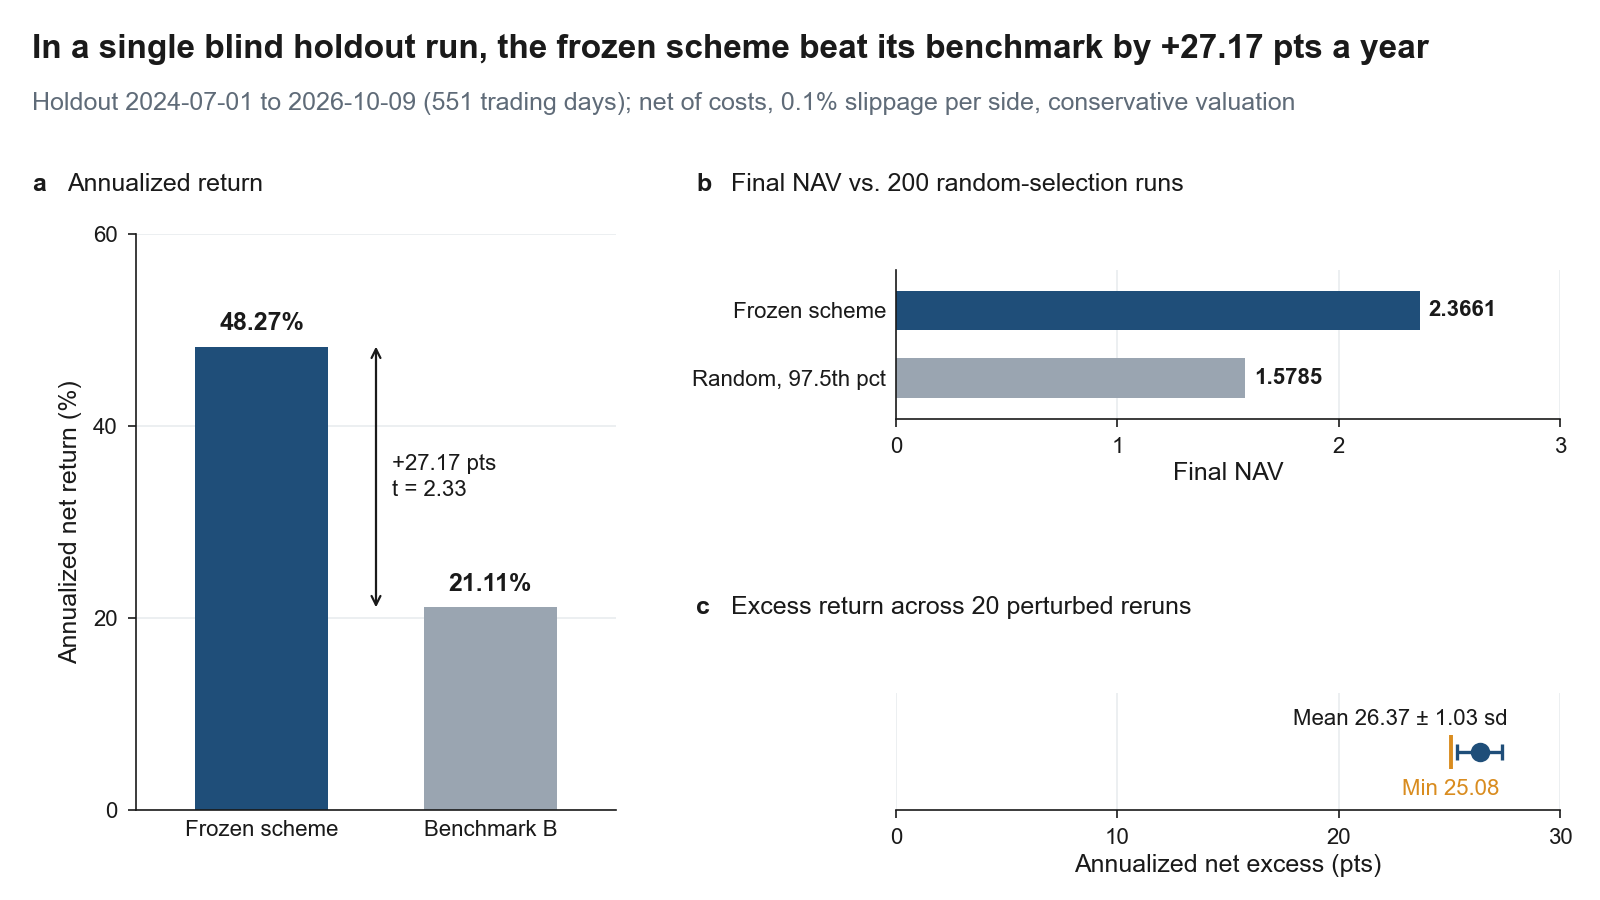 In a single blind holdout run, the frozen scheme beat its benchmark by +27.17 pts a year
Holdout 2024-07-01 to 2026-10-09 (551 trading days); net of costs, 0.1% slippage per side, conservative valuation
a Annualized return
Annualized net return (%)
60
40
20
0
48.27%
+27.17 pts
t = 2.33
21.11%
Frozen scheme
Benchmark B
b Final NAV vs. 200 random-selection runs
Frozen scheme
2.3661
Random, 97.5th pct
1.5785
0 1 2 3
Final NAV
c Excess return across 20 perturbed reruns
Mean 26.37 ± 1.03 sd
Min 25.08
0 10 20 30
Annualized net excess (pts)